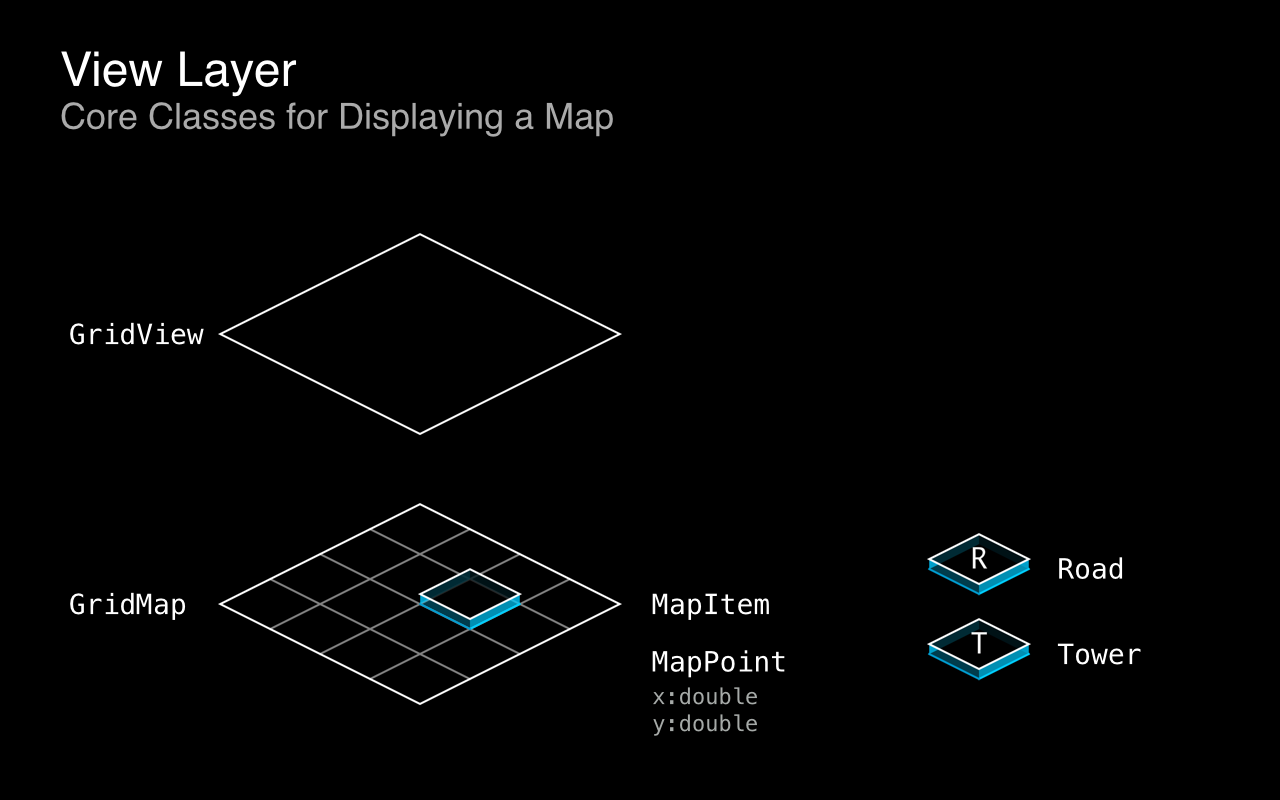 View Layer
Core Classes for Displaying a Map
GridView
GridMap
MapItem
MapPoint
x:double
y:double
R
Road
T
Tower